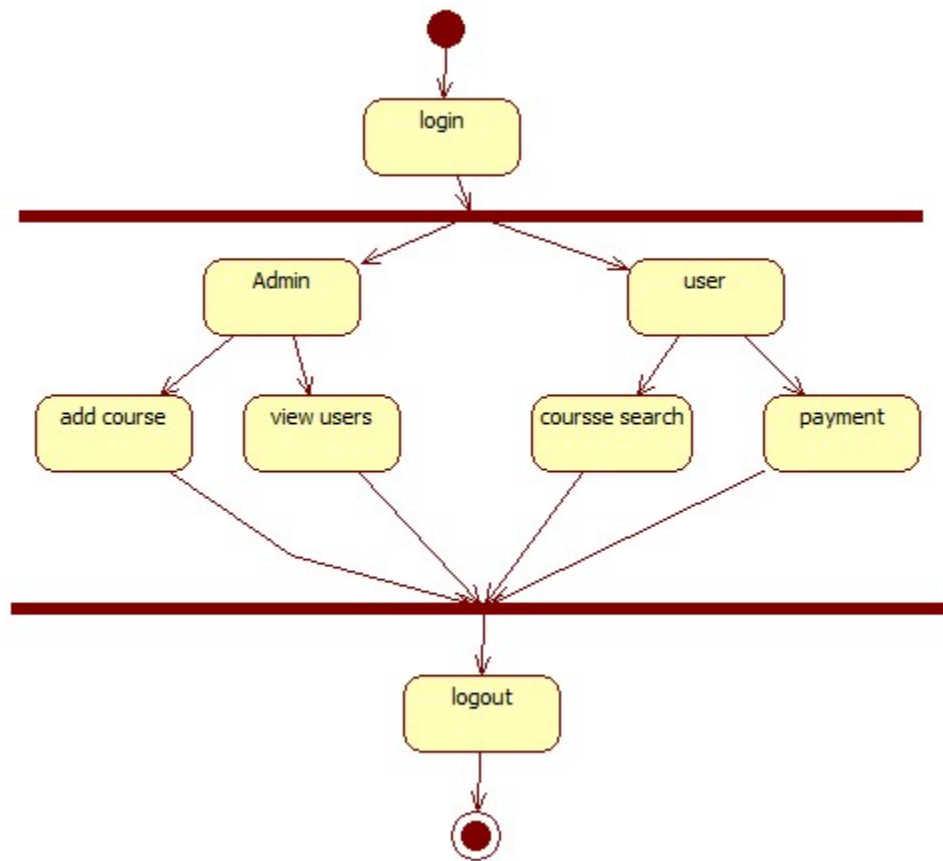 login
Admin
user
add course
view users
coursse search
payment
logout